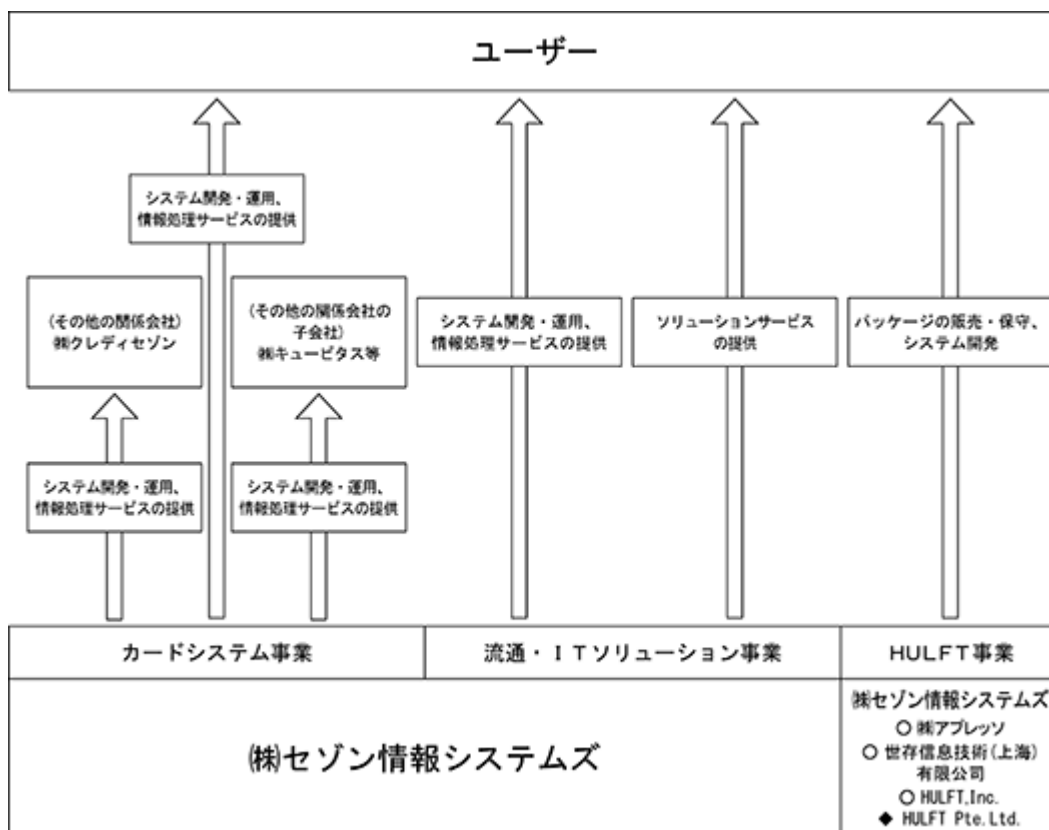 ユーザー
システム開発・運用、
情報処理サービスの提供
(その他の関係会社)
㈱クレディセゾン
(その他の関係会社の
子会社)
㈱キュービタス等
システム開発・運用、
情報処理サービスの提供
ソリューションサービス
の提供
パッケージの販売・保守、
システム開発
システム開発・運用、
情報処理サービスの提供
システム開発・運用、
情報処理サービスの提供
カードシステム事業
流通・ITソリューション事業
HULFT事業
㈱セゾン情報システムズ
㈱セゾン情報システムズ
○ ㈱アプレッソ
○ 世存信息技術(上海)
有限公司
○ HULFT,Inc.
◆ HULFT Pte.Ltd.